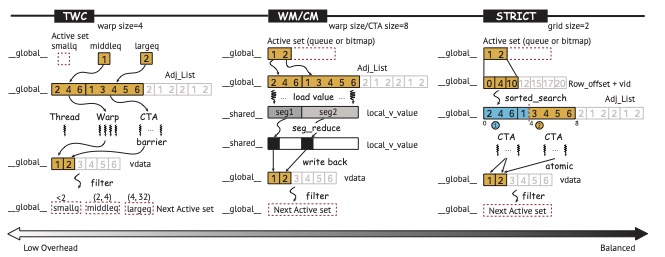 TWC
warp size=4
Active set
smallq
middleq
largeq
__global__
1
2
Adj_List
__global__
2 4 6 1 3 4 5 6 2 1 2 1 2
Thread
Warp
CTA
barrier
__global__
1 2 3 4 5 6
vdata
filter
<2
(2, 4)
(4, 32)
__global__
smallq
middleq
largeq
Next Active set
WM/CM
warp size/CTA size=8
Active set (queue or bitmap)
__global__
1 2
Adj_List
__global__
2 4 6 1 3 4 5 6 2 1 2 1 2
load value
__shared__
seg1
seg2
local_v_value
seg_reduce
__shared__
local_v_value
write back
__global__
1 2 3 4 5 6
vdata
filter
__global__
Next Active set
STRICT
grid size=2
Active set (queue or bitmap)
__global__
1 2
__global__
0 4 10 12 15 17 20
Row_offset + vid
sorted_search
Adj_List
__global__
2 4 6 1 3 4 5 6 2 1 2 1 2
0 1 4 2 8
CTA
CTA
atomic
__global__
1 2 3 4 5 6
vdata
filter
__global__
Next Active set
Low Overhead
Balanced